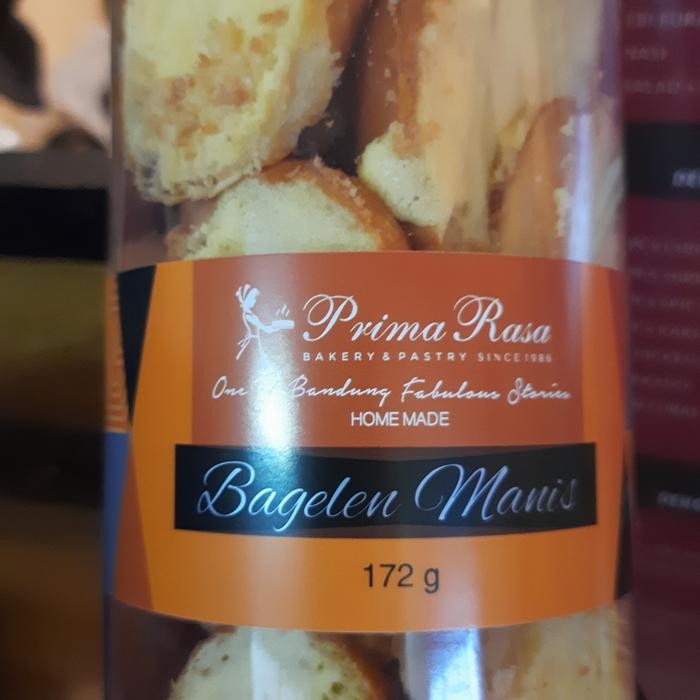 Prima Rasa
BAKERY & PASTRY SINCE 1986
One Of Bandung Fabulous Stories
HOME MADE
Bagelen Manis
172 g